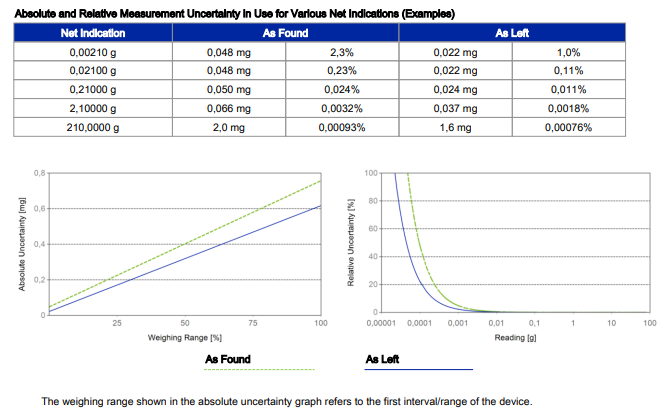 Absolute and Relative Measurement Uncertainty in Use for Various Net Indications (Examples)
Net Indication As Found As Left
0,00210 g 0,048 mg 2,3% 0,022 mg 1,0%
0,02100 g 0,048 mg 0,23% 0,022 mg 0,11%
0,21000 g 0,050 mg 0,024% 0,024 mg 0,011%
2,10000 g 0,066 mg 0,0032% 0,037 mg 0,0018%
210,0000 g 2,0 mg 0,00093% 1,6 mg 0,00076%
Absolute Uncertainty [mg]
0,8
0,6
0,4
0,2
0
25 50 75 100
Weighing Range [%]
Relative Uncertainty [%]
100
80
60
40
20
0
0,00001 0,0001 0,001 0,01 0,1 1 10 100
Reading [g]
As Found As Left
The weighing range shown in the absolute uncertainty graph refers to the first interval/range of the device.